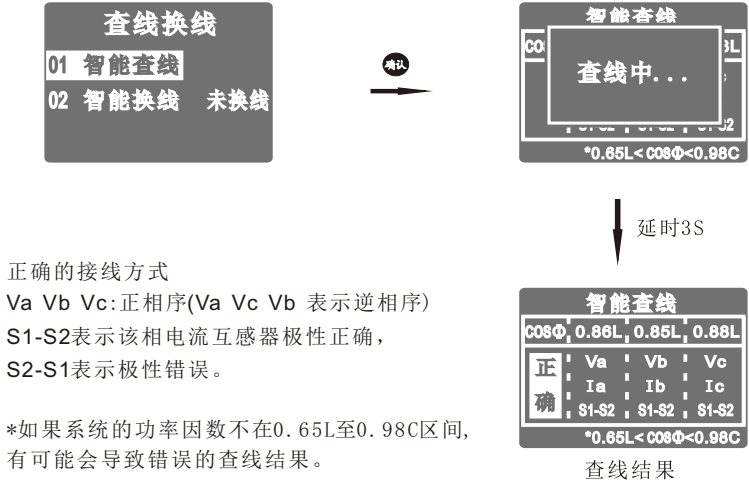 查线换线
01 智能查线
02 智能换线 未换线
确认
智能查线
查线中...
*0.65L<COSΦ<0.98C
延时3S
正确的接线方式
Va Vb Vc:正相序(Va Vc Vb 表示逆相序)
S1-S2表示该相电流互感器极性正确，
S2-S1表示极性错误。
*如果系统的功率因数不在0.65L至0.98C区间,
有可能会导致错误的查线结果。
智能查线
COSΦ 0.86L 0.85L 0.88L
正确
Va Vb Vc
Ia Ib Ic
S1-S2 S1-S2 S1-S2
*0.65L<COSΦ<0.98C
查线结果